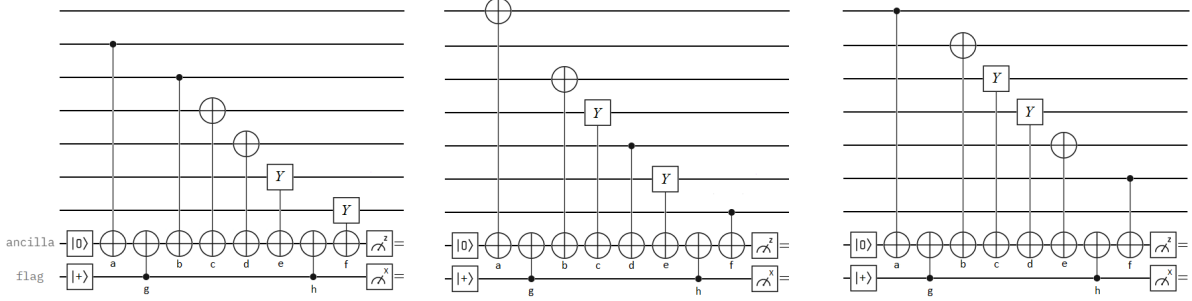 Y
Y
Y
Y
Y
Y
ancilla |0⟩ z = |0⟩ z = |0⟩ z =
a b c d e f a b c d e f a b c d e f
flag |+⟩ x = |+⟩ x = |+⟩ x =
g h g h g h